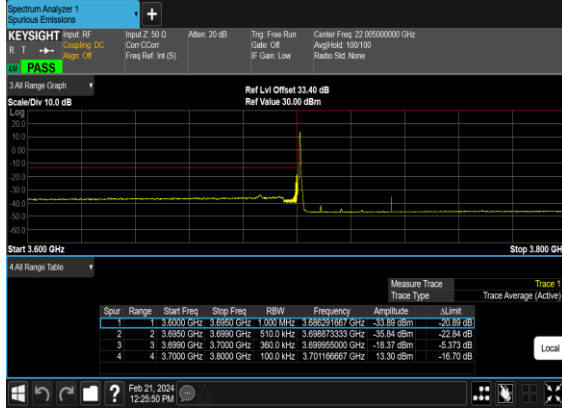 Spectrum Analyzer 1
Spurious Emissions
+
KEYSIGHT Input: RF Input Z: 50 Ω Atten: 20 dB Trig: Free Run Center Freq: 22.005000000 GHz
R T Coupling: DC Corr CCorr Gate: Off Avg|Hold: 100/100
Align: Off Freq Ref: Int (S) IF Gain: Low Radio Std: None
PASS
3 All Range Graph
Ref Lvl Offset 33.40 dB
Scale/Div 10.0 dB Ref Value 30.00 dBm
Log
20.0
10.0
0.00
-10.0
-20.0
-30.0
-40.0
-50.0
-60.0
Start 3.600 GHz Stop 3.800 GH
4 All Range Table
Measure Trace Trace 1
Trace Type Trace Average (Active)
Spur Range Start Freq Stop Freq RBW Frequency Amplitude ΔLimit
1 1 3.6000 GHz 3.6950 GHz 1.000 MHz 3.686291667 GHz -33.89 dBm -20.89 dB
2 2 3.6950 GHz 3.6990 GHz 510.0 kHz 3.698873333 GHz -35.84 dBm -22.84 dB
3 3 3.6990 GHz 3.7000 GHz 360.0 kHz 3.699955000 GHz -18.37 dBm -5.373 dB
4 4 3.7000 GHz 3.8000 GHz 100.0 kHz 3.701166667 GHz 13.30 dBm -16.70 dB
Local
? Feb 21, 2024
12:25:50 PM